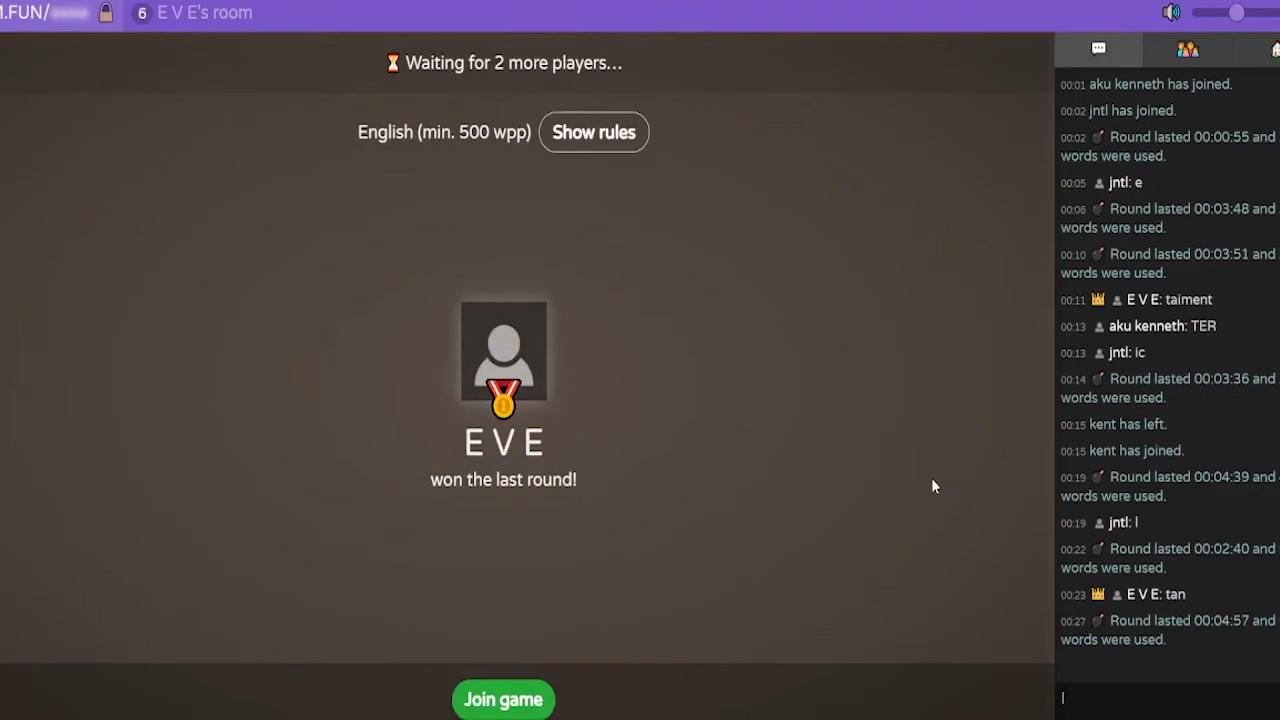 M.FUN/
6 E V E's room
Waiting for 2 more players...
English (min. 500 wpp) Show rules
E V E
won the last round!
Join game
00:01 aku kenneth has joined.
00:02 jntl has joined.
00:02 Round lasted 00:00:55 and
words were used.
00:05 jntl: e
00:06 Round lasted 00:03:48 and
words were used.
00:10 Round lasted 00:03:51 and
words were used.
00:11 E V E: taiment
00:13 aku kenneth: TER
00:13 jntl: ic
00:14 Round lasted 00:03:36 and
words were used.
00:15 kent has left.
00:15 kent has joined.
00:19 Round lasted 00:04:39 and
words were used.
00:19 jntl: l
00:22 Round lasted 00:02:40 and
words were used.
00:23 E V E: tan
00:27 Round lasted 00:04:57 and
words were used.